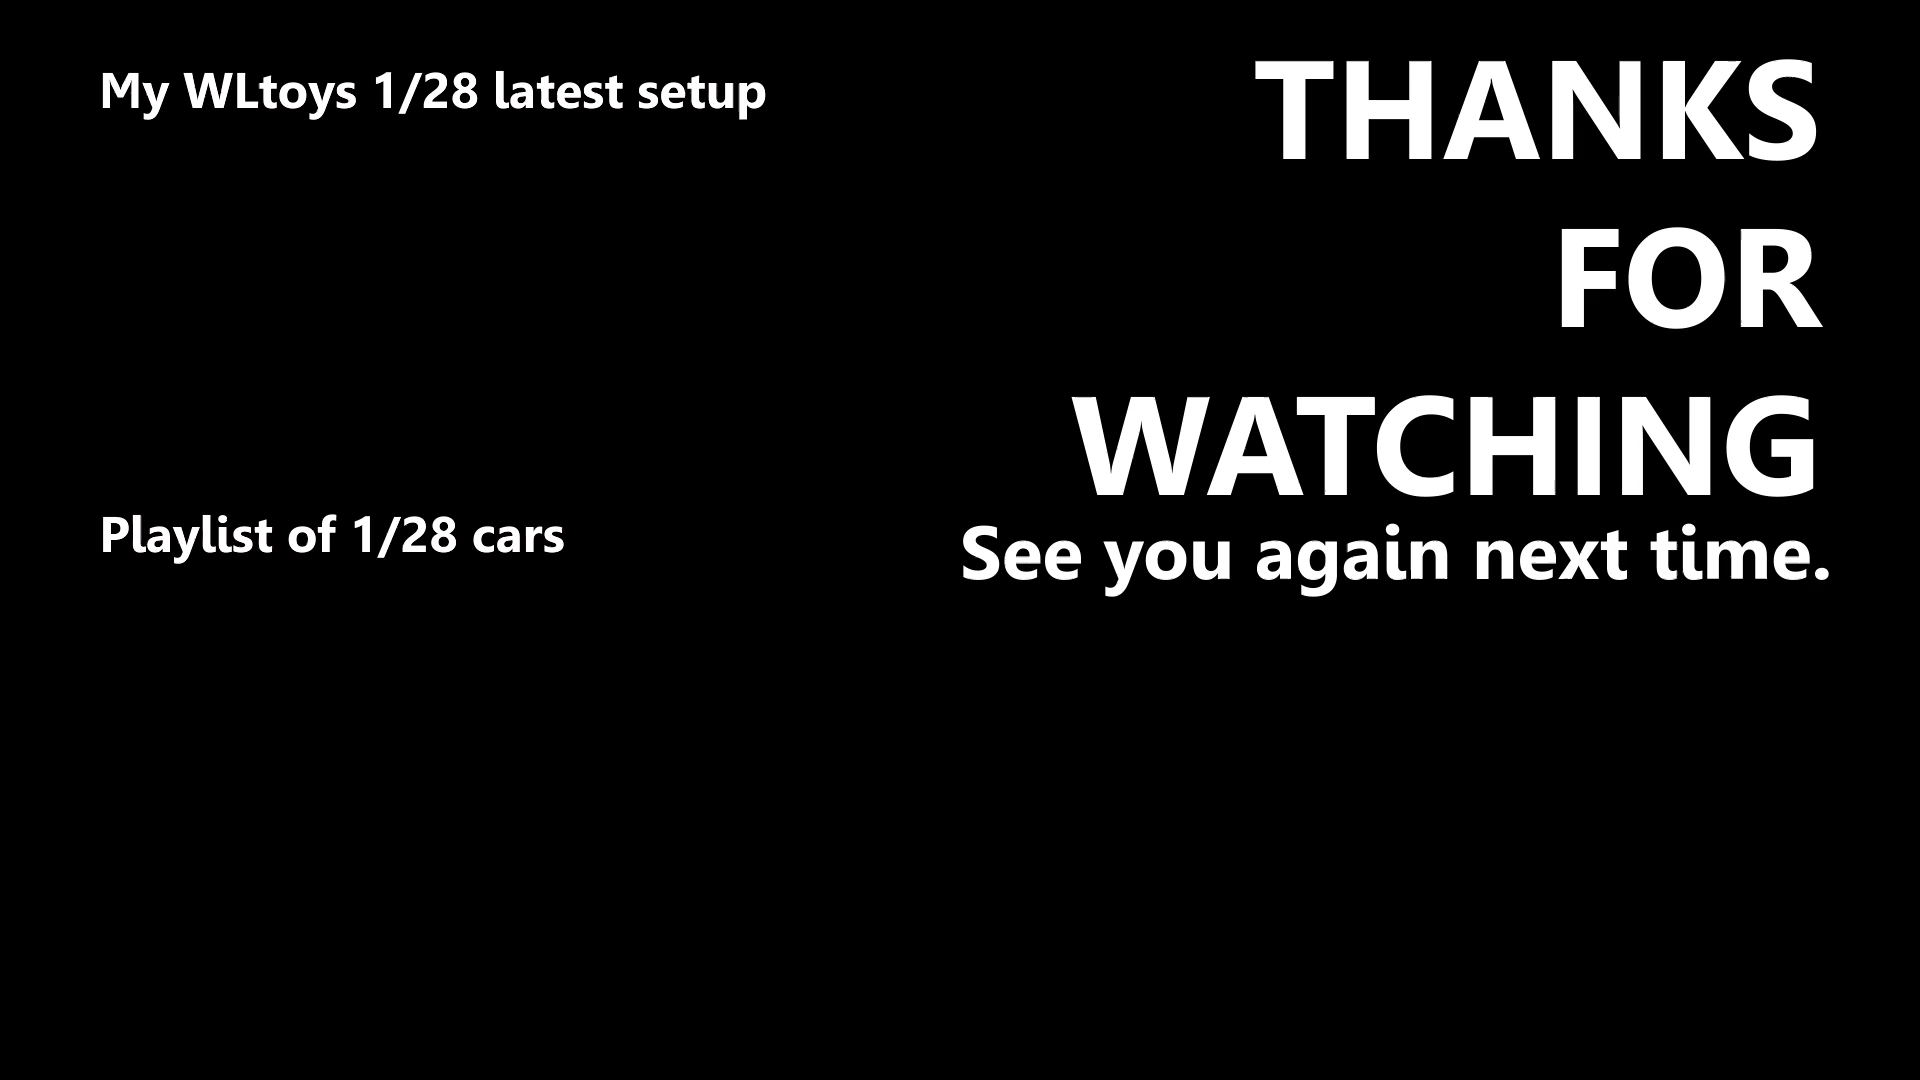 My WLtoys 1/28 latest setup
Playlist of 1/28 cars
THANKS
FOR
WATCHING
See you again next time.